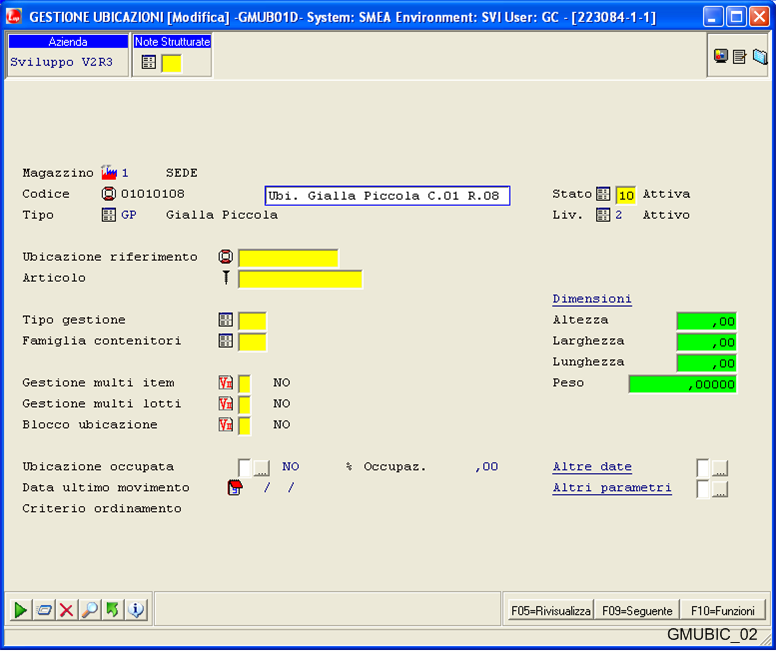 GESTIONE UBICAZIONI [Modifica] -GMUB01D- System: SMEA Environment: SVI User: GC - [223084-1-1]
Azienda Note Strutturate
Sviluppo V2R3
Magazzino 1 SEDE
Codice 01010108 Ubi. Gialla Piccola C.01 R.08 Stato 10 Attiva
Tipo GP Gialla Piccola Liv. 2 Attivo
Ubicazione riferimento
Articolo
Dimensioni
Tipo gestione Altezza ,00
Famiglia contenitori Larghezza ,00
Lunghezza ,00
Gestione multi item NO Peso ,00000
Gestione multi lotti NO
Blocco ubicazione NO
Ubicazione occupata ... NO % Occupaz. ,00 Altre date ...
Data ultimo movimento / / Altri parametri ...
Criterio ordinamento
F05=Rivisualizza F09=Seguente F10=Funzioni
GMUBIC_02